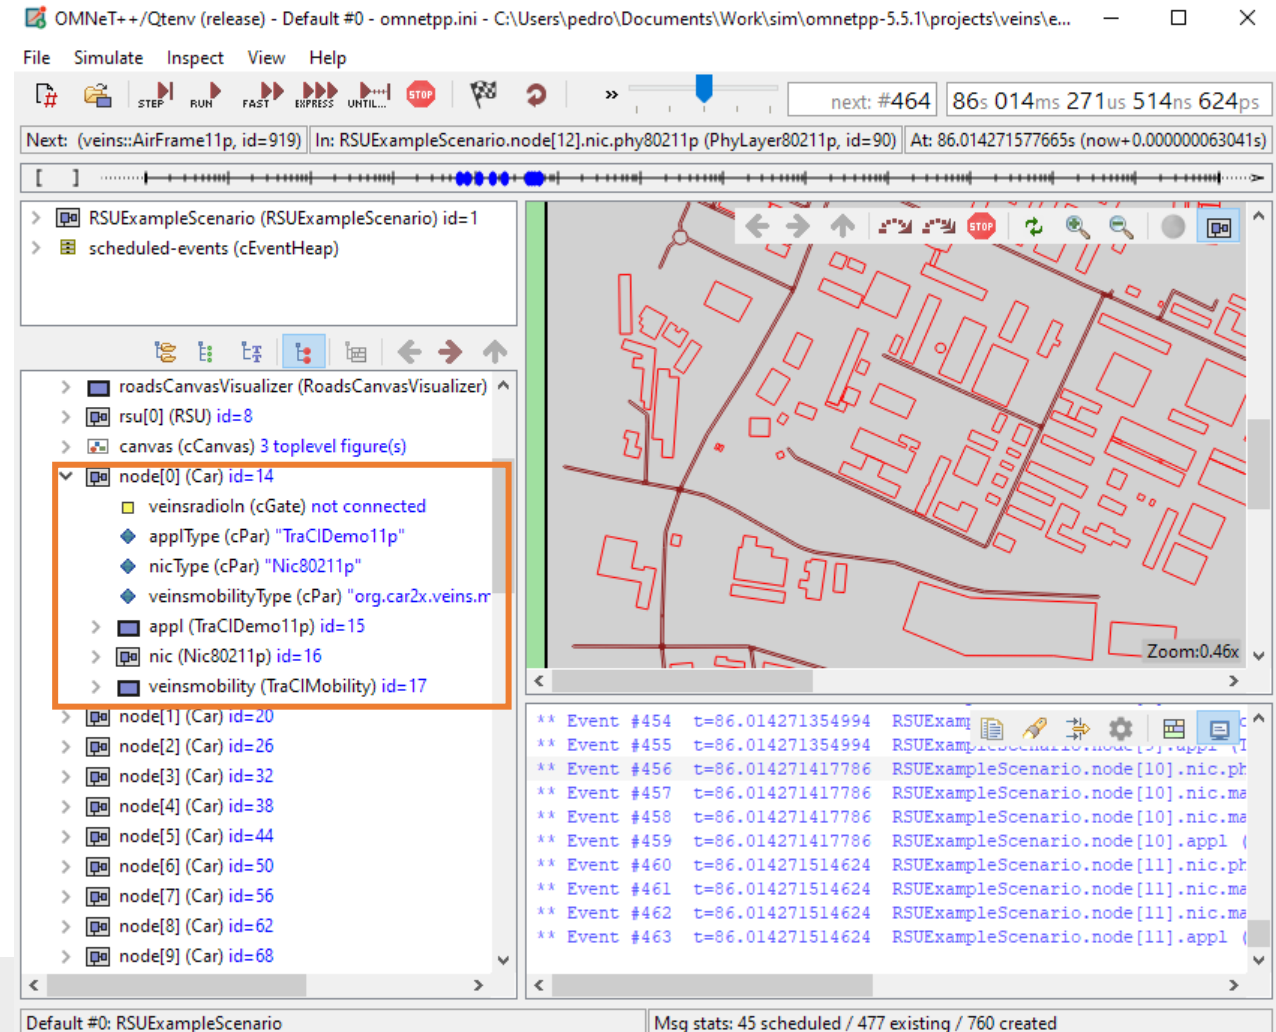 OMNeT++/Qtenv (release) - Default #0 - omnetpp.ini - C:\Users\pedro\Documents\Work\sim\omnetpp-5.5.1\projects\veins\e...
File Simulate Inspect View Help
STEP RUN FAST EXPRESS UNTIL... STOP » next: #464 86s 014ms 271us 514ns 624ps
Next: (veins::AirFrame11p, id=919) In: RSUExampleScenario.node[12].nic.phy80211p (PhyLayer80211p, id=90) At: 86.014271577665s (now+0.000000063041s)
RSUExampleScenario (RSUExampleScenario) id=1
scheduled-events (cEventHeap)
STOP
roadsCanvasVisualizer (RoadsCanvasVisualizer)
rsu[0] (RSU) id=8
canvas (cCanvas) 3 toplevel figure(s)
node[0] (Car) id=14
veinsradioIn (cGate) not connected
applType (cPar) "TraCIDemo11p"
nicType (cPar) "Nic80211p"
veinsmobilityType (cPar) "org.car2x.veins.m
appl (TraCIDemo11p) id=15
nic (Nic80211p) id=16
veinsmobility (TraCIMobility) id=17
node[1] (Car) id=20
node[2] (Car) id=26
node[3] (Car) id=32
node[4] (Car) id=38
node[5] (Car) id=44
node[6] (Car) id=50
node[7] (Car) id=56
node[8] (Car) id=62
node[9] (Car) id=68
Zoom:0.46x
** Event #454 t=86.014271354994 RSUExamp
** Event #455 t=86.014271354994 RSUExampleScenario.node[9].appl (T
** Event #456 t=86.014271417786 RSUExampleScenario.node[10].nic.ph
** Event #457 t=86.014271417786 RSUExampleScenario.node[10].nic.ma
** Event #458 t=86.014271417786 RSUExampleScenario.node[10].nic.ma
** Event #459 t=86.014271417786 RSUExampleScenario.node[10].appl (
** Event #460 t=86.014271514624 RSUExampleScenario.node[11].nic.ph
** Event #461 t=86.014271514624 RSUExampleScenario.node[11].nic.ma
** Event #462 t=86.014271514624 RSUExampleScenario.node[11].nic.ma
** Event #463 t=86.014271514624 RSUExampleScenario.node[11].appl (
Default #0: RSUExampleScenario
Msg stats: 45 scheduled / 477 existing / 760 created